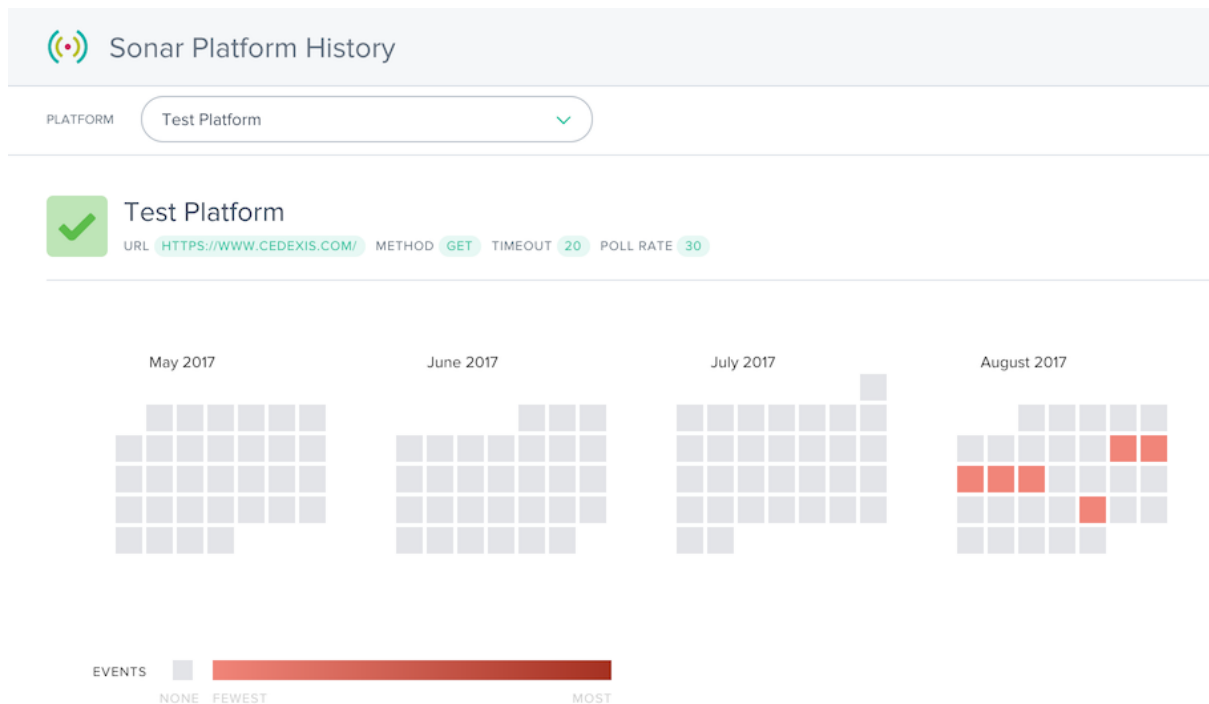 Sonar Platform History
PLATFORM Test Platform
Test Platform
URL HTTPS://WWW.CEDEXIS.COM/ METHOD GET TIMEOUT 20 POLL RATE 30
May 2017 June 2017 July 2017 August 2017
EVENTS
NONE FEWEST MOST